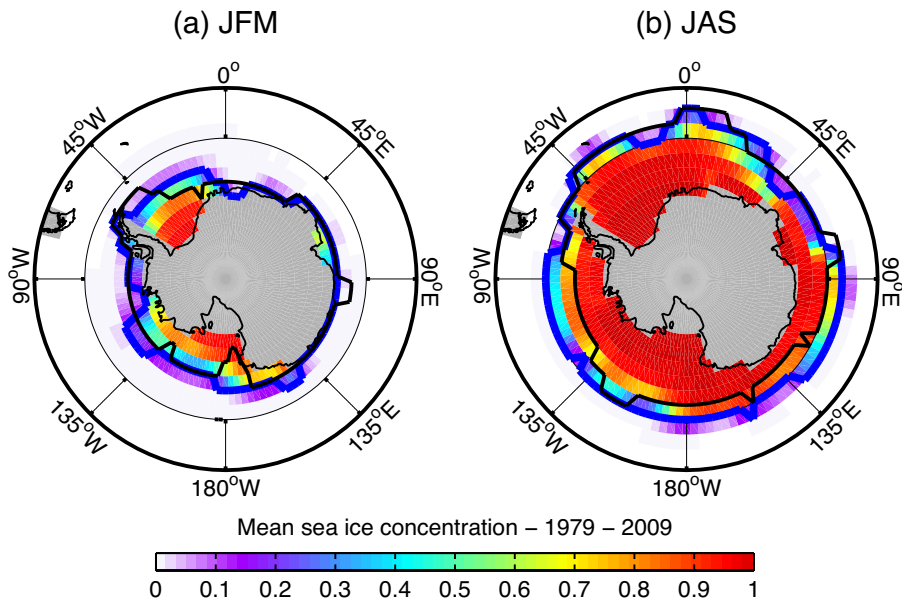 (a) JFM
(b) JAS
0°
45°W
45°E
90°W
90°E
135°W
135°E
180°W
0°
45°W
45°E
90°W
90°E
135°W
135°E
180°W
Mean sea ice concentration – 1979 – 2009
0 0.1 0.2 0.3 0.4 0.5 0.6 0.7 0.8 0.9 1